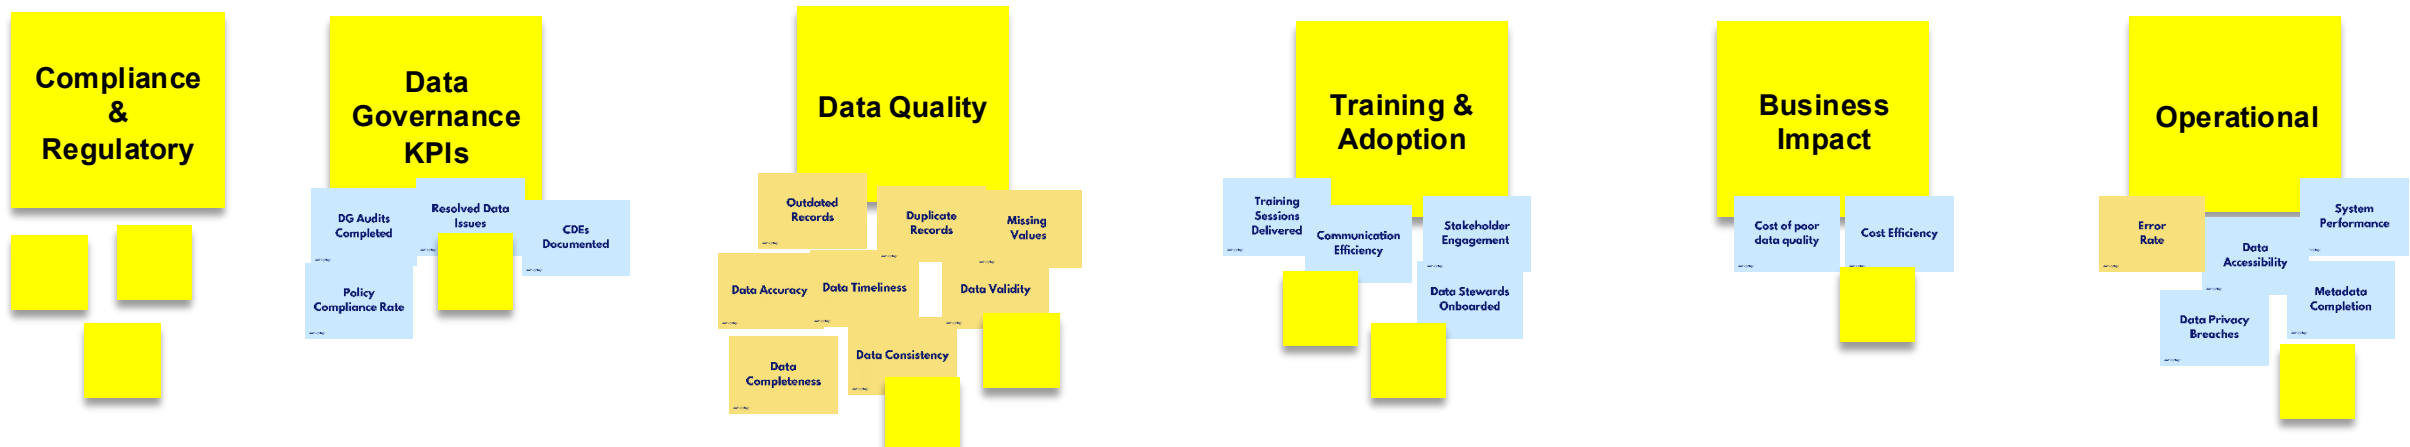 Compliance
&
Regulatory
Data
Governance
KPIs
DG Audits
Completed
Resolved Data
Issues
CDEs
Documented
Policy
Compliance Rate
Data Quality
Outdated
Records
Duplicate
Records
Missing
Values
Data Accuracy
Data Timeliness
Data Validity
Data
Completeness
Data Consistency
Training &
Adoption
Training
Sessions
Delivered
Communication
Efficiency
Stakeholder
Engagement
Data Stewards
Onboarded
Business
Impact
Cost of poor
data quality
Cost Efficiency
Operational
Error
Rate
System
Performance
Data
Accessibility
Metadata
Completion
Data Privacy
Breaches